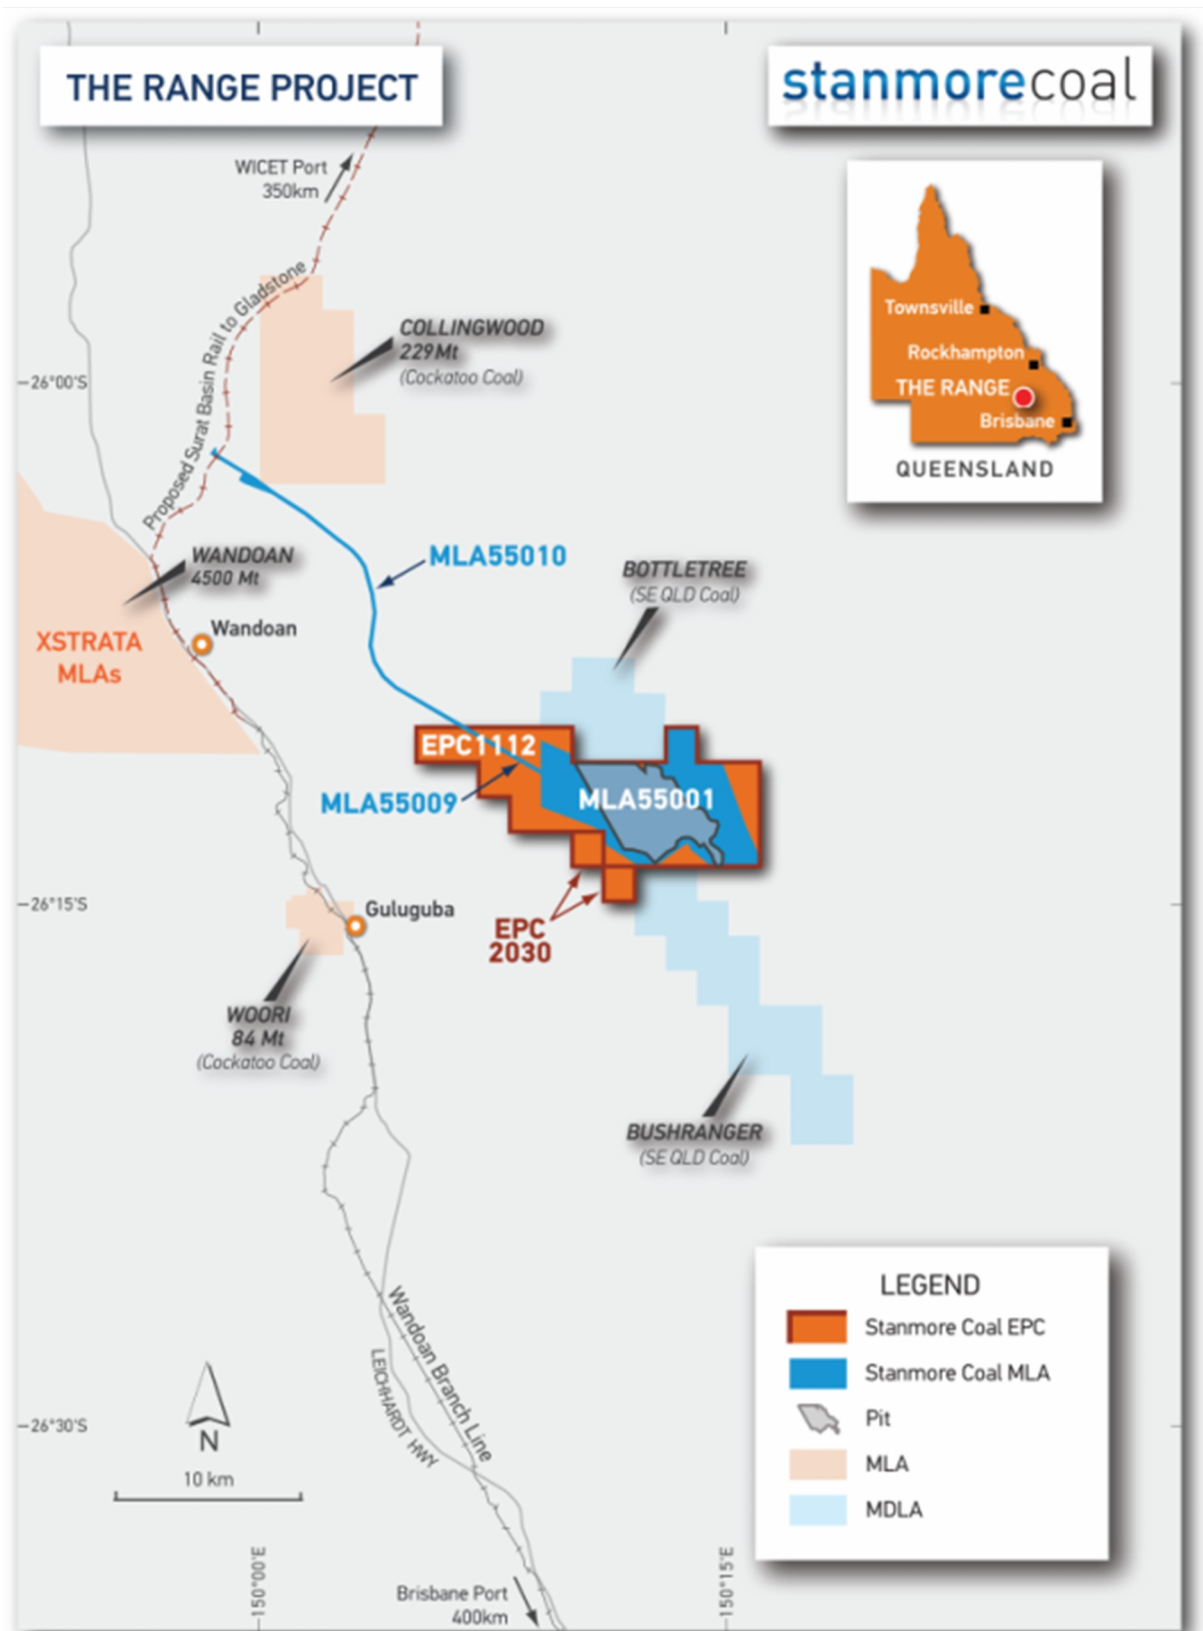 THE RANGE PROJECT
stanmorecoal
WICET Port
350km
Proposed Surat Basin Rail to Gladstone
COLLINGWOOD
229Mt
(Cockatoo Coal)
Townsville
Rockhampton
THE RANGE
Brisbane
QUEENSLAND
26°00'S
WANDOAN
4500 Mt
MLA55010
BOTTLETREE
(SE QLD Coal)
XSTRATA
MLAs
Wandoan
EPC1112
MLA55009
MLA55001
26°15'S
Guluguba
EPC
2030
WOORI
84 Mt
(Cockatoo Coal)
BUSHRANGER
(SE QLD Coal)
Wandoan Branch Line
LEICHHARDT HWY
LEGEND
Stanmore Coal EPC
Stanmore Coal MLA
Pit
MLA
MDLA
26°30'S
N
10 km
150°00'E
150°15'E
Brisbane Port
400km